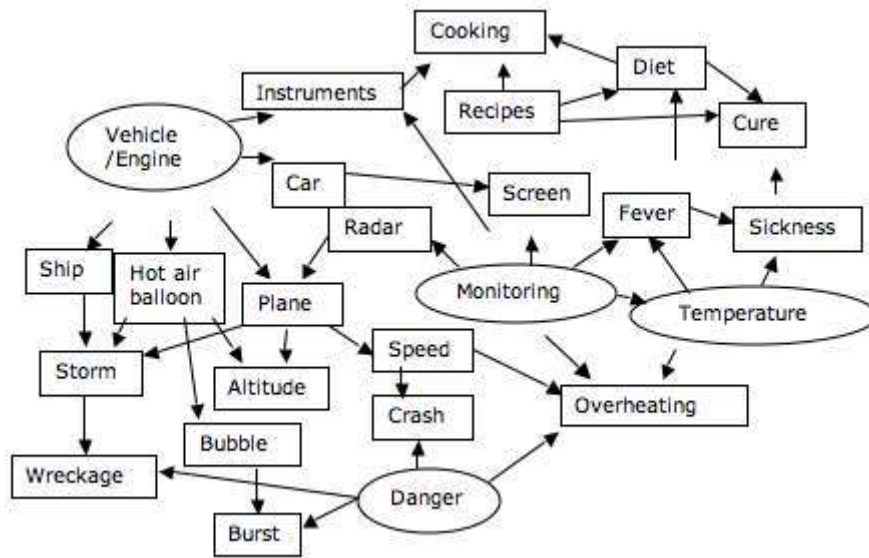 Cooking
Diet
Instruments
Recipes
Cure
Vehicle
/Engine
Car
Screen
Radar
Fever
Sickness
Ship
Hot air
balloon
Plane
Monitoring
Temperature
Storm
Altitude
Speed
Crash
Overheating
Bubble
Wreckage
Danger
Burst